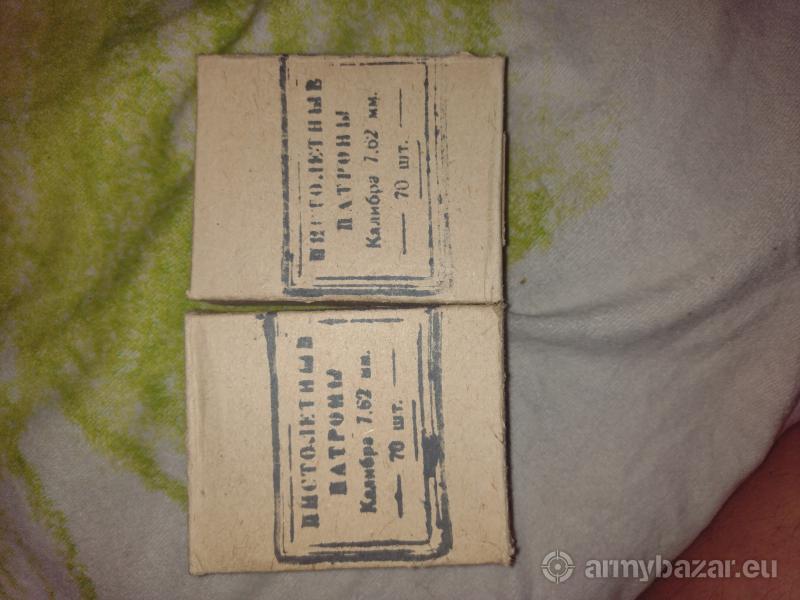 ПИСТОЛЕТНЫЕ
ПАТРОНЫ
Калибра 7.62 мм.
— 70 шт. —
ПИСТОЛЕТНЫЕ
ПАТРОНЫ
Калибра 7.62 мм.
— 70 шт. —
armybazar.eu